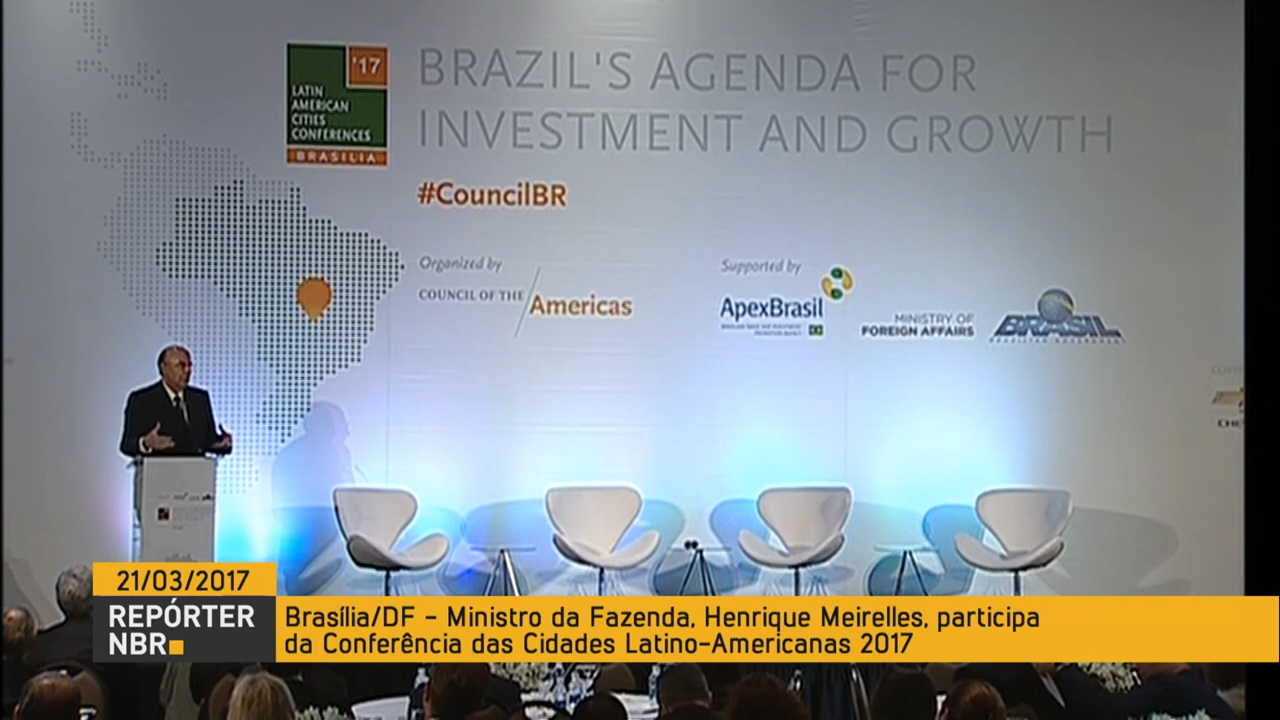 '17
LATIN
AMERICAN
CITIES
CONFERENCES
BRASILIA
BRAZIL'S AGENDA FOR
INVESTMENT AND GROWTH
#CouncilBR
Organized by
COUNCIL OF THE Americas
Supported by
ApexBrasil
MINISTRY OF
FOREIGN AFFAIRS
BRASIL
21/03/2017
REPÓRTER
NBR
Brasília/DF - Ministro da Fazenda, Henrique Meirelles, participa
da Conferência das Cidades Latino-Americanas 2017